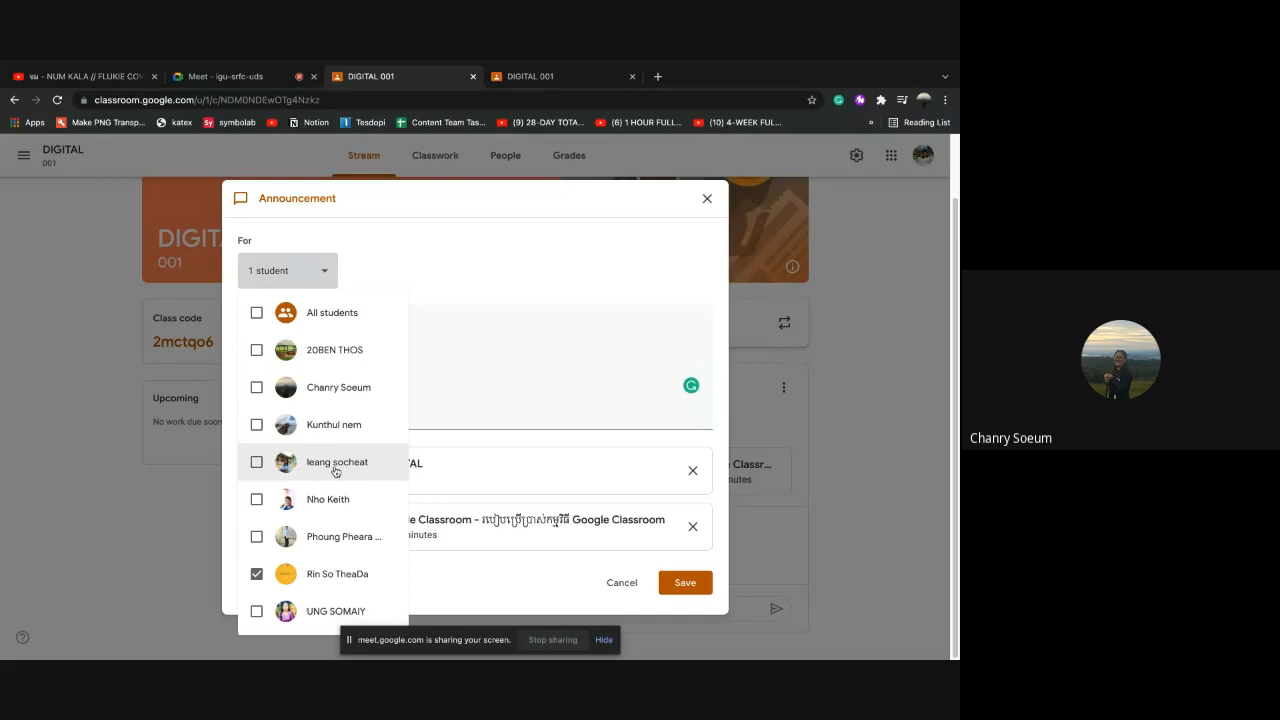 NUM KALA // FLUKIE COV
Meet - igu-srfc-uds
DIGITAL 001
DIGITAL 001
classroom.google.com/u/1/c/NDM0NDEwOTg4Nzkz
Apps
Make PNG Transp...
katex
Sy symbolab
Notion
Tesdopi
Content Team Tas...
(9) 28-DAY TOTA...
(6) 1 HOUR FULL...
(10) 4-WEEK FUL...
»
Reading List
DIGITAL
001
Stream
Classwork
People
Grades
Announcement
DIGIT
001
For
1 student
Class code
2mctqo6
All students
20BEN THOS
Chanry Soeum
Kunthul nem
leang socheat
Nho Keith
Phoung Pheara ...
Rin So TheaDa
UNG SOMAIY
Upcoming
No work due soon
TAL
le Classroom - របៀបប្រើប្រាស់កម្មវិធី Google Classroom
minutes
Classr...
nutes
Cancel
Save
meet.google.com is sharing your screen.
Stop sharing
Hide
Chanry Soeum